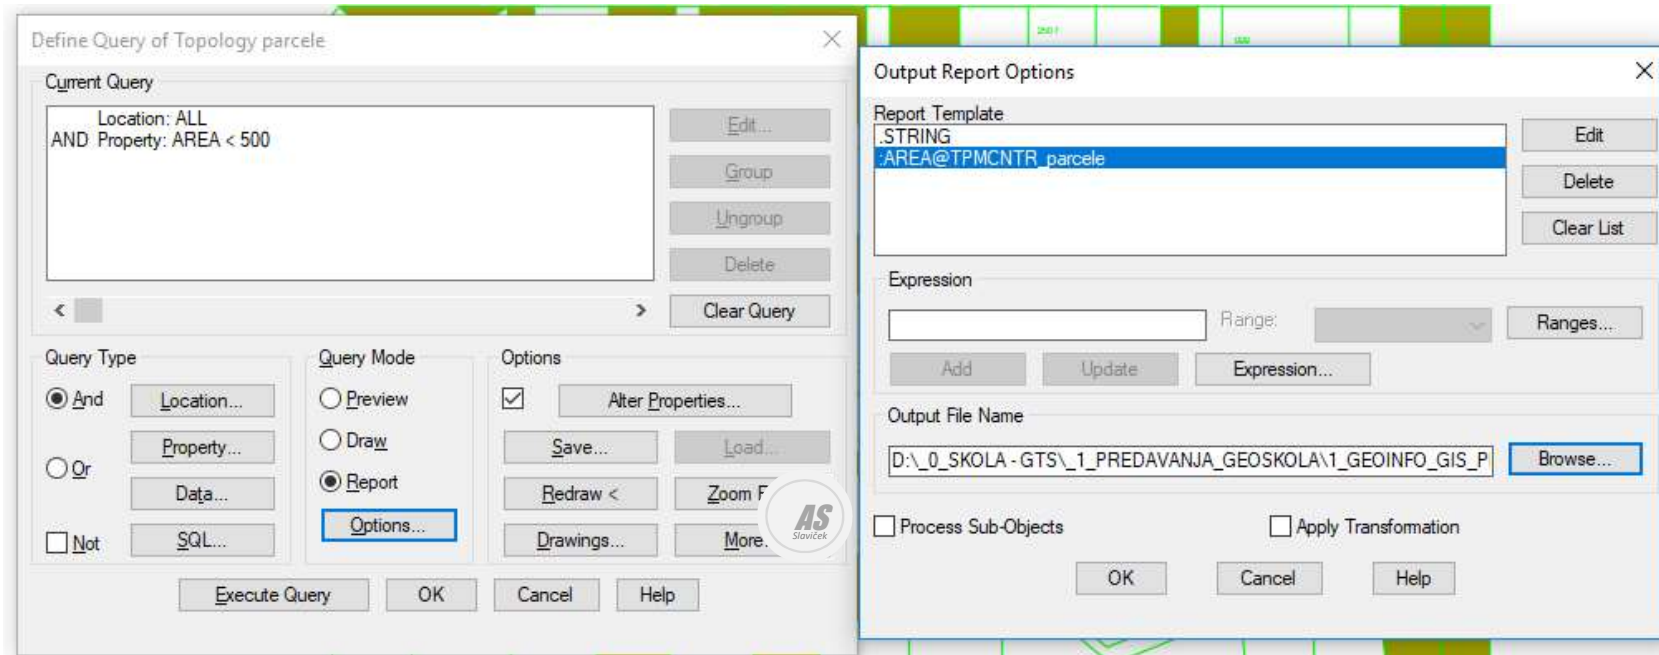 Define Query of Topology parcele
Current Query
Location: ALL
AND Property: AREA < 500
Edit...
Group
Ungroup
Delete
Clear Query
Query Type
And
Location...
Property...
Or
Data...
Not
SQL...
Query Mode
Preview
Draw
Report
Options...
Options
Alter Properties...
Save...
Load...
Redraw <
Zoom
Drawings...
More.
AS
Slaviček
Execute Query
OK
Cancel
Help
Output Report Options
Report Template
.STRING
:AREA@TPMCNTR_parcele
Edit
Delete
Clear List
Expression
Range:
Ranges...
Add
Update
Expression...
Output File Name
D:\_0_SKOLA - GTS\_1_PREDAVANJA_GEOSKOLA\1_GEOINFO_GIS_P
Browse...
Process Sub-Objects
Apply Transformation
OK
Cancel
Help